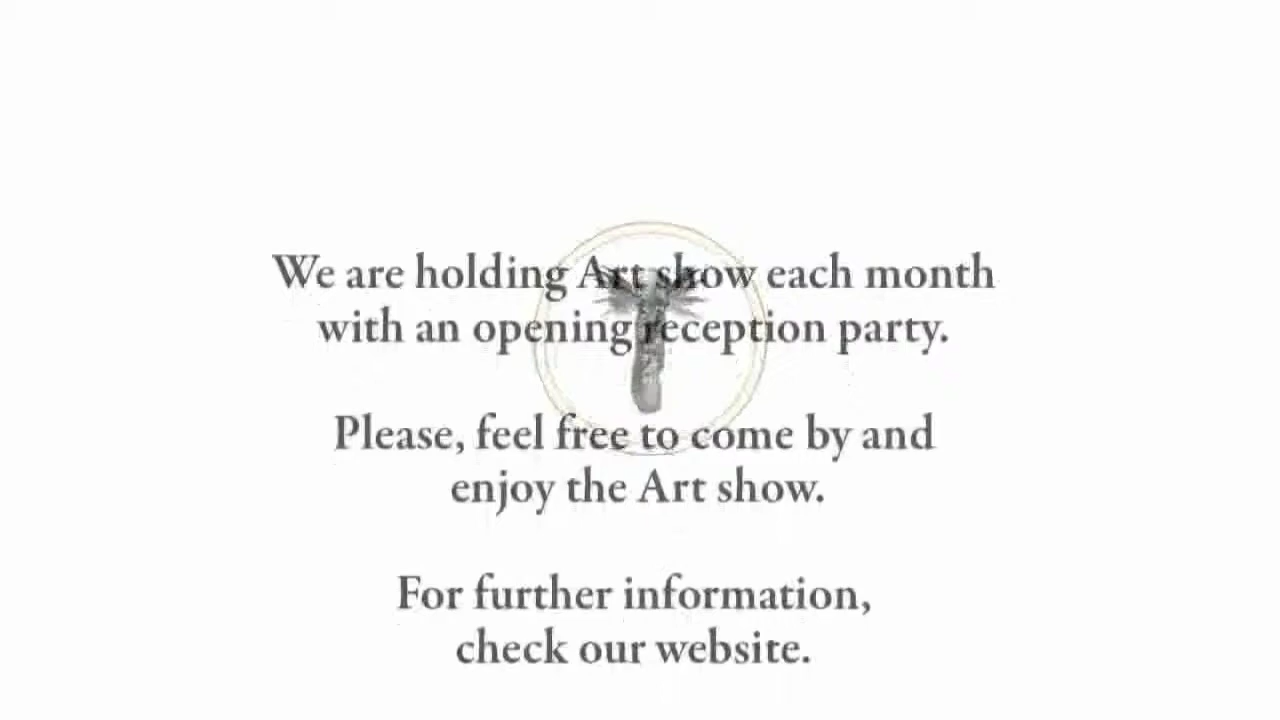 We are holding Art show each month
with an opening reception party.
Please, feel free to come by and
enjoy the Art show.
For further information,
check our website.